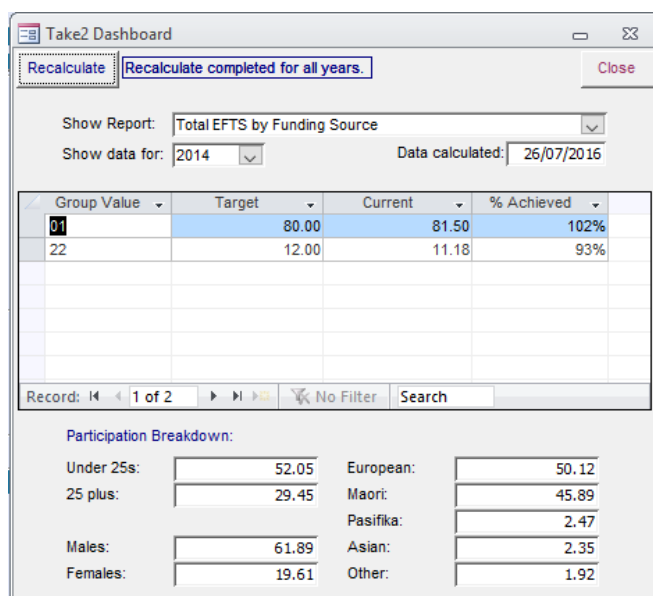 Take2 Dashboard
Recalculate Recalculate completed for all years. Close
Show Report: Total EFTS by Funding Source
Show data for: 2014 Data calculated: 26/07/2016
Group Value Target Current % Achieved
01 80.00 81.50 102%
22 12.00 11.18 93%
Record: 1 of 2 No Filter Search
Participation Breakdown:
Under 25s: 52.05 European: 50.12
25 plus: 29.45 Maori: 45.89
Pasifika: 2.47
Males: 61.89 Asian: 2.35
Females: 19.61 Other: 1.92